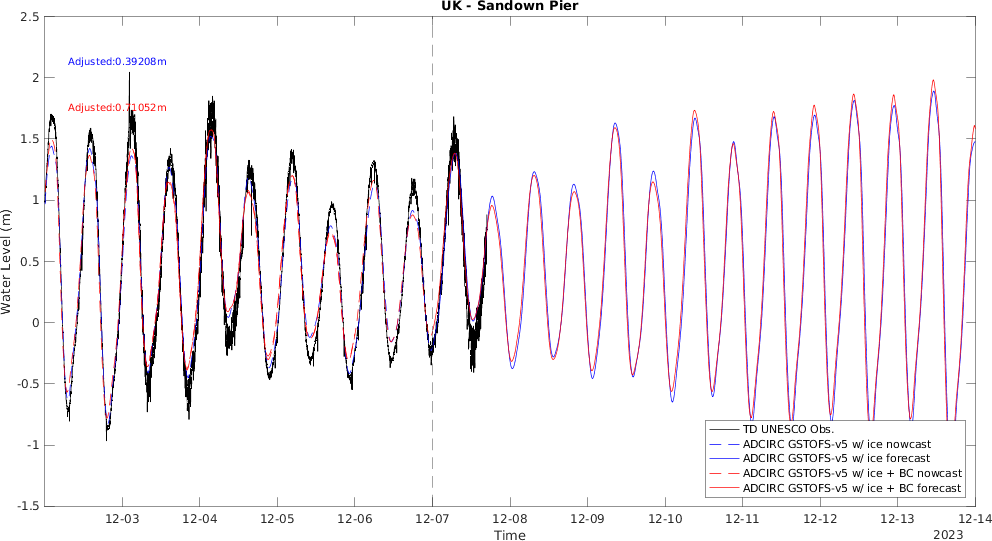 UK - Sandown Pier
2.5
2
1.5
1
0.5
0
-0.5
-1
-1.5
Water Level (m)
Adjusted:0.39208m
Adjusted:0.71052m
TD UNESCO Obs.
ADCIRC GSTOFS-v5 w/ ice nowcast
ADCIRC GSTOFS-v5 w/ ice forecast
ADCIRC GSTOFS-v5 w/ ice + BC nowcast
ADCIRC GSTOFS-v5 w/ ice + BC forecast
12-03 12-04 12-05 12-06 12-07 12-08 12-09 12-10 12-11 12-12 12-13 12-14
Time
2023